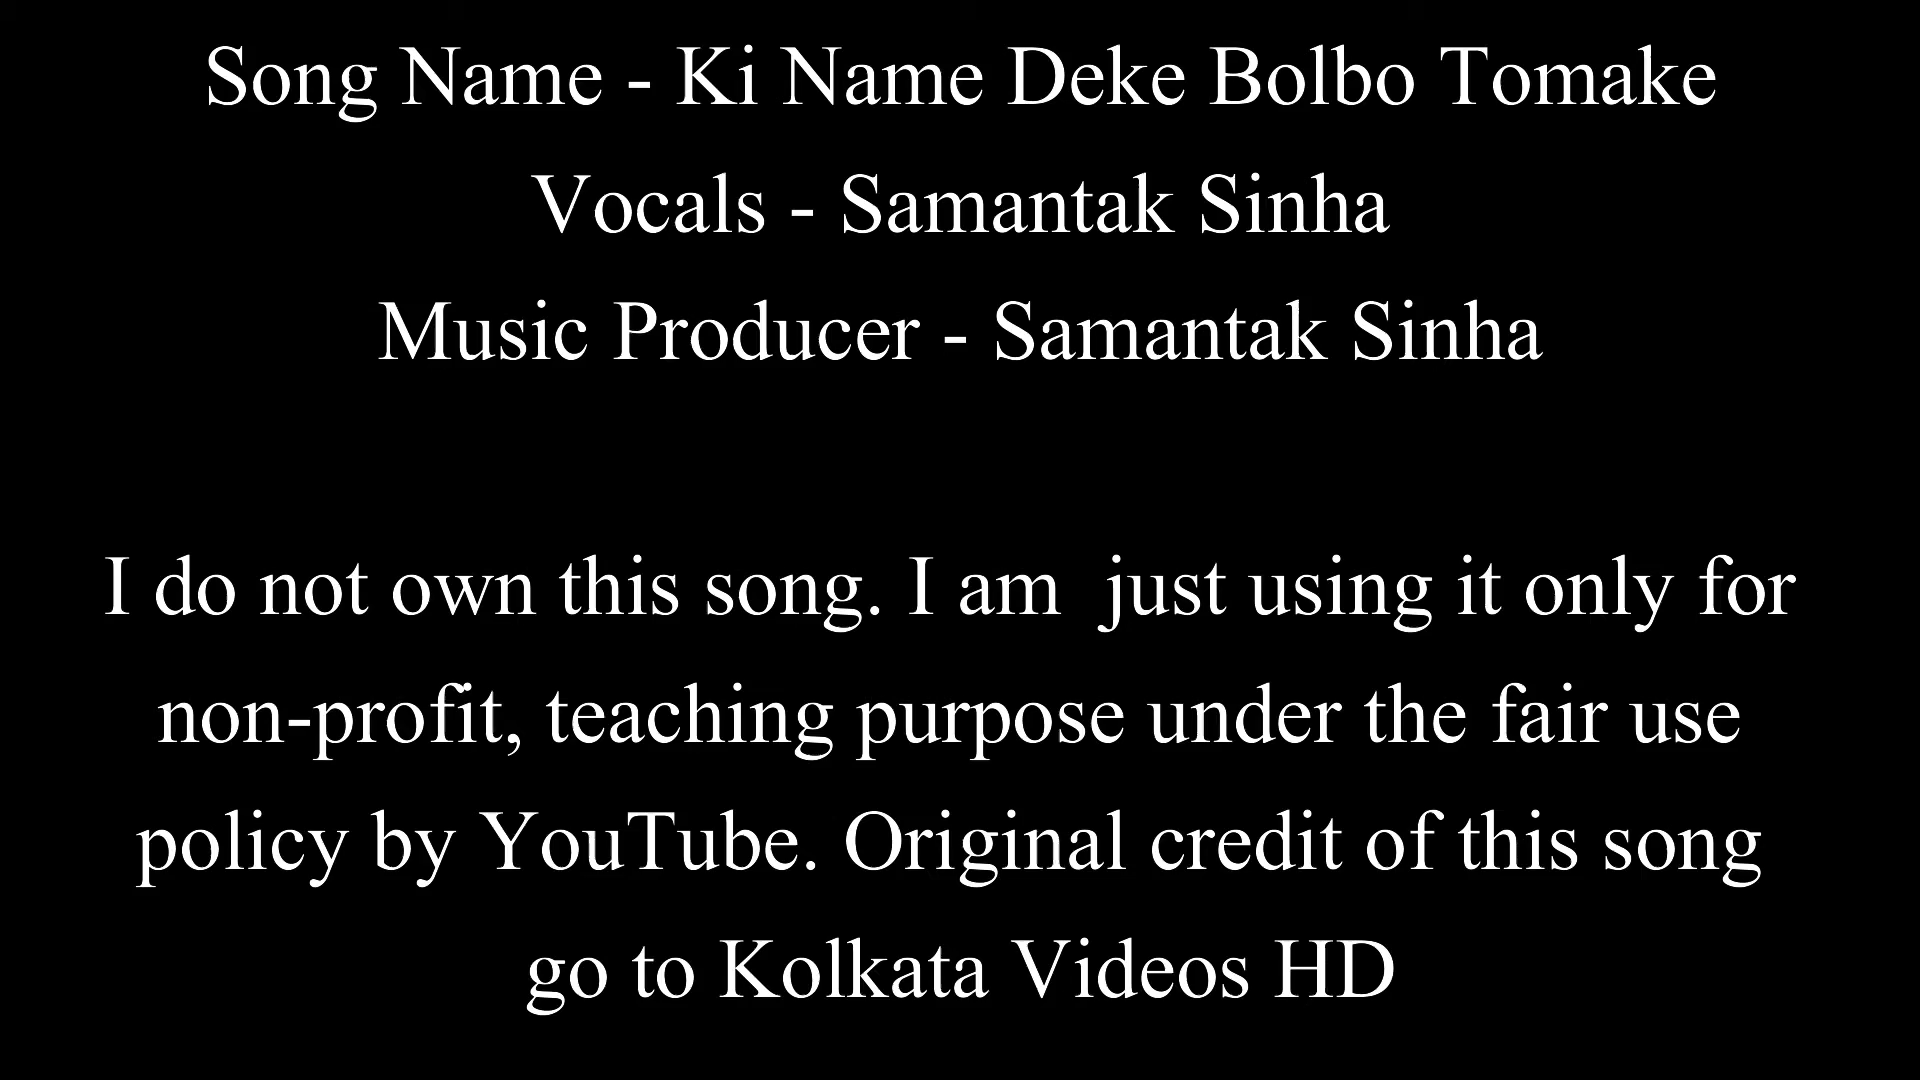 Song Name - Ki Name Deke Bolbo Tomake
Vocals - Samantak Sinha
Music Producer - Samantak Sinha
I do not own this song. I am  just using it only for
non-profit, teaching purpose under the fair use
policy by YouTube. Original credit of this song
go to Kolkata Videos HD